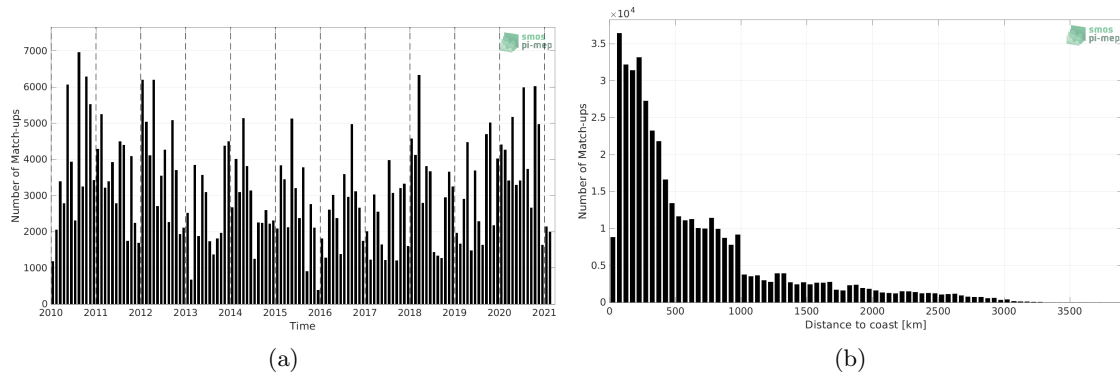 smos
pi-mep
7000
6000
5000
4000
3000
2000
1000
0
Number of Match-ups
2010 2011 2012 2013 2014 2015 2016 2017 2018 2019 2020 2021
Time
(a)
×10⁴
smos
pi-mep
3.5
3
2.5
2
1.5
1
0.5
0
Number of Match-ups
0 500 1000 1500 2000 2500 3000 3500
Distance to coast [km]
(b)